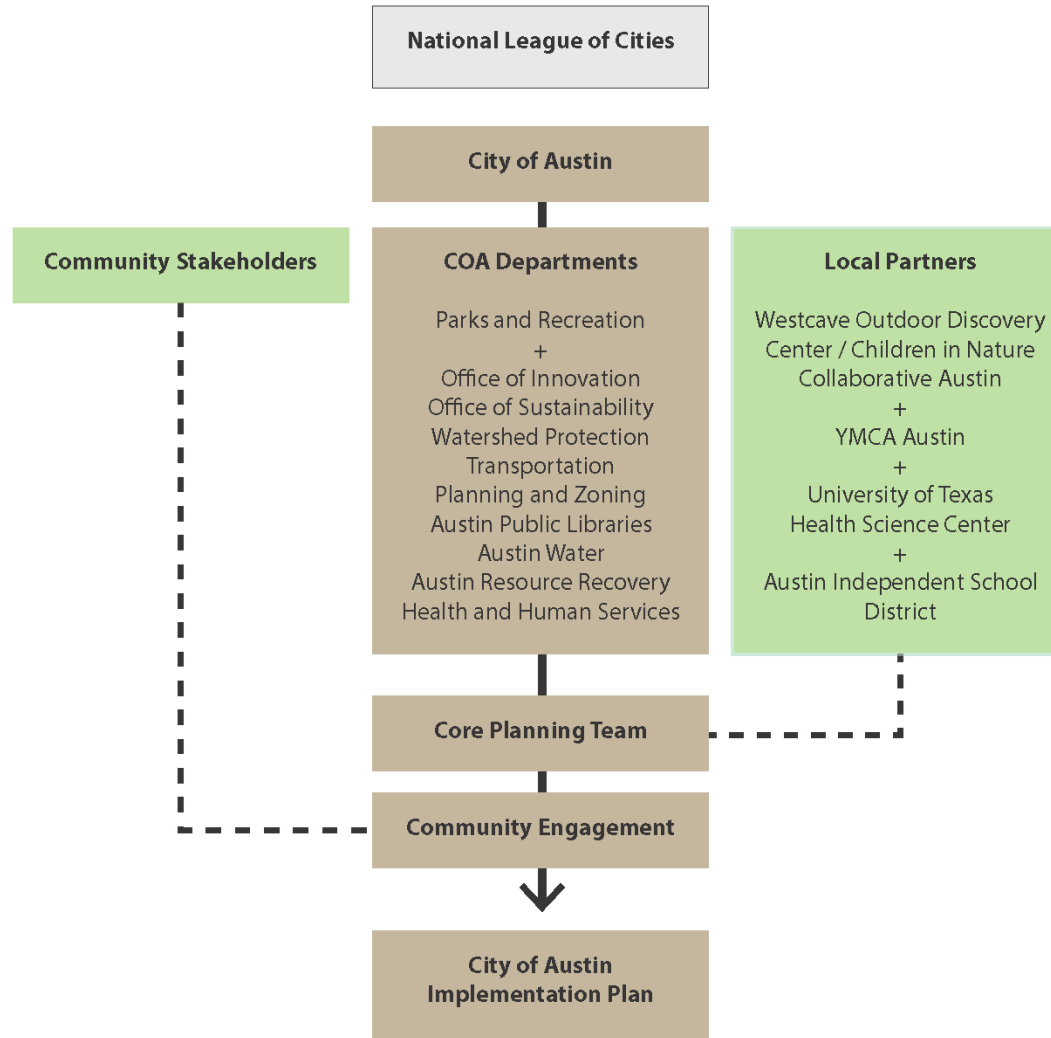 National League of Cities
City of Austin
Community Stakeholders
COA Departments
Parks and Recreation
+
Office of Innovation
Office of Sustainability
Watershed Protection
Transportation
Planning and Zoning
Austin Public Libraries
Austin Water
Austin Resource Recovery
Health and Human Services
Local Partners
Westcave Outdoor Discovery
Center / Children in Nature
Collaborative Austin
+
YMCA Austin
+
University of Texas
Health Science Center
+
Austin Independent School
District
Core Planning Team
Community Engagement
City of Austin
Implementation Plan